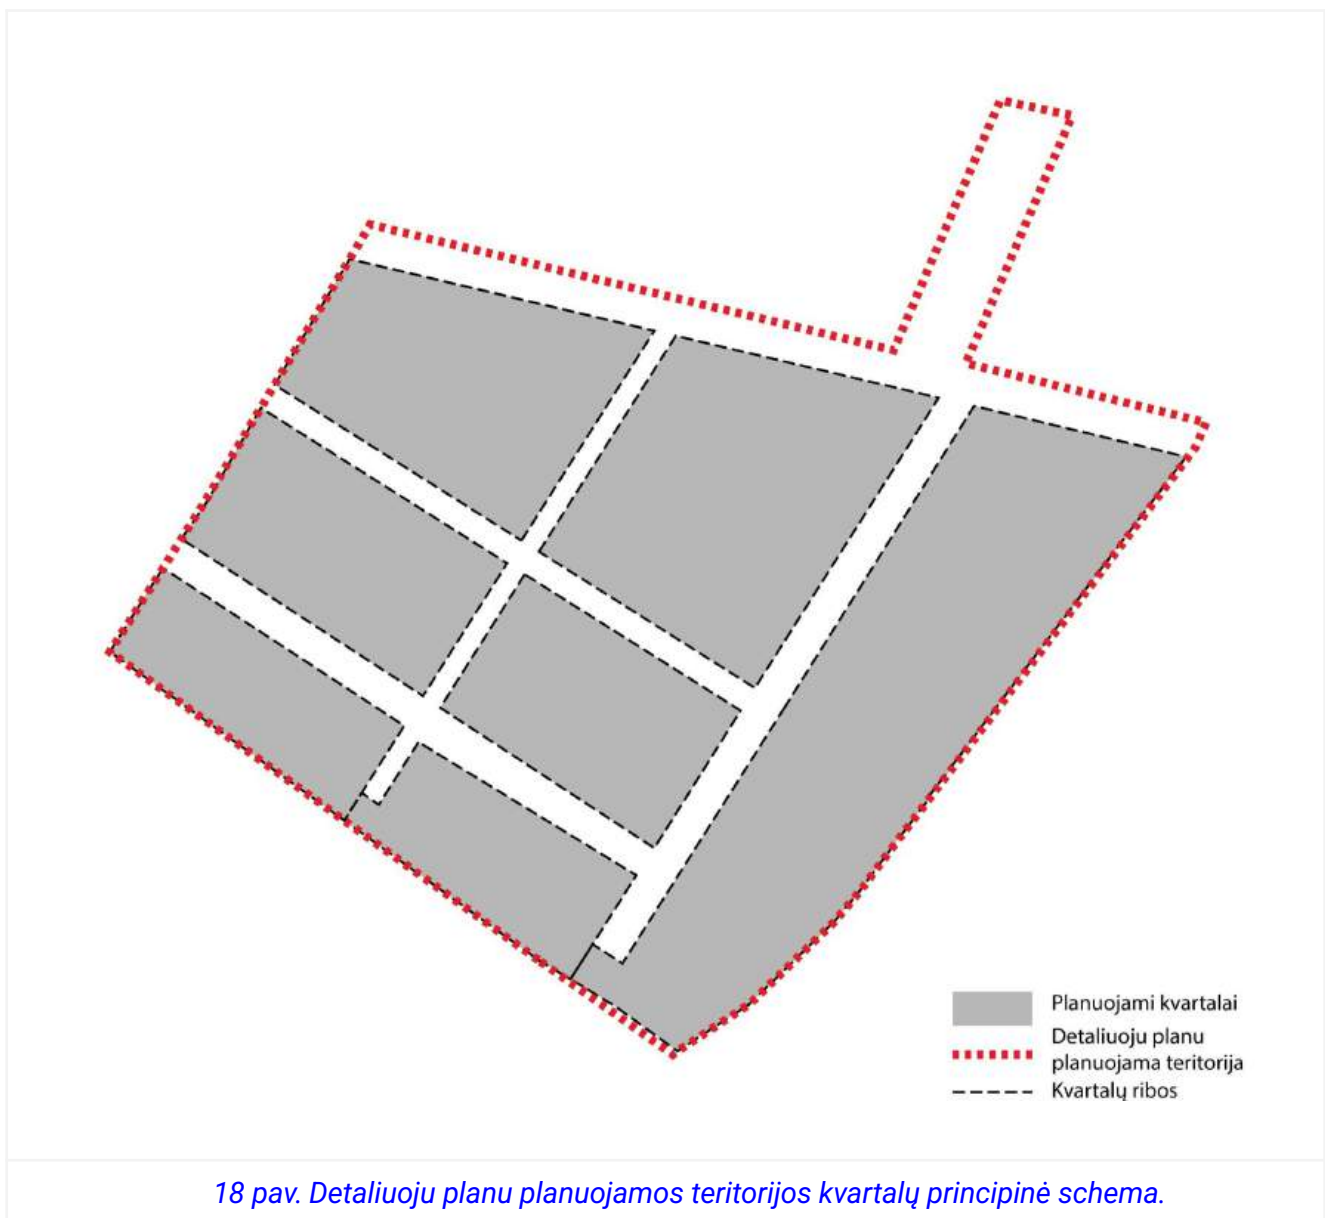 Planuojami kvartalai
Detaliuoju planu
planuojama teritorija
Kvartalų ribos
18 pav. Detaliuoju planu planuojamos teritorijos kvartalų principinė schema.